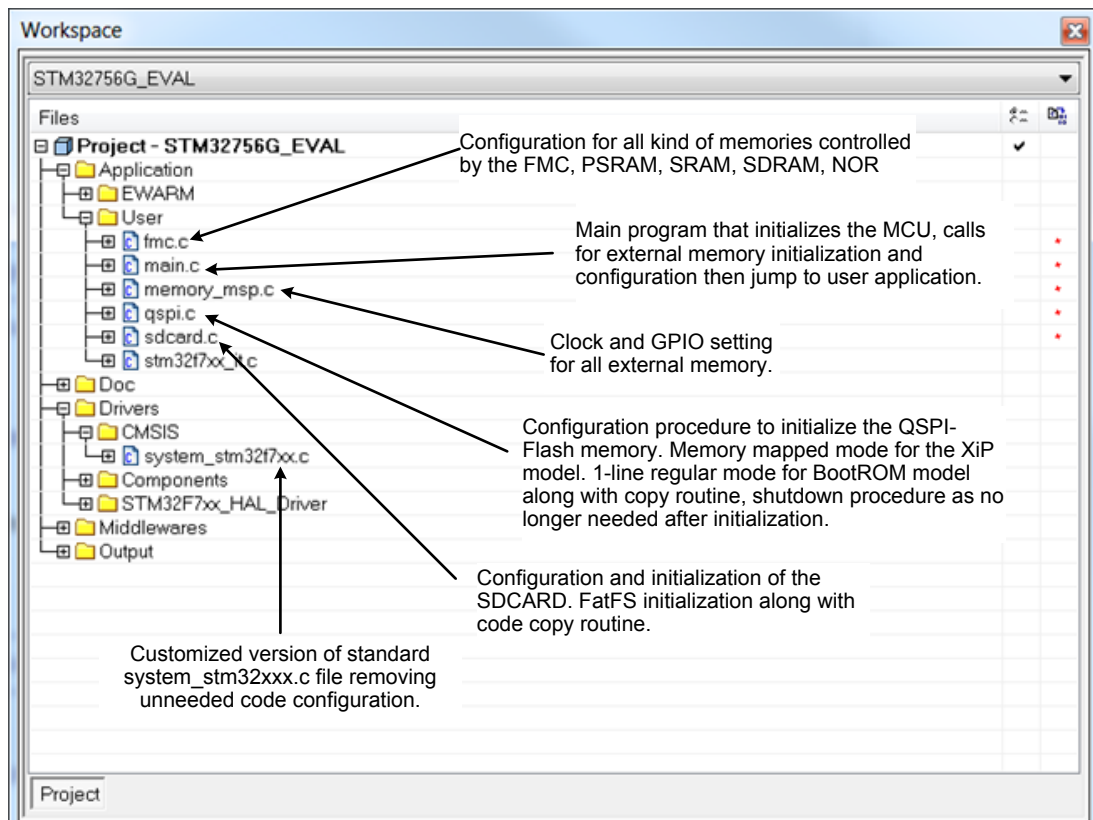 Workspace
STM32756G_EVAL
Files
Project - STM32756G_EVAL
Configuration for all kind of memories controlled
by the FMC, PSRAM, SRAM, SDRAM, NOR
Application
EWARM
User
fmc.c
main.c
memory_msp.c
qspi.c
sdcard.c
stm32f7xx_it.c
Main program that initializes the MCU, calls
for external memory initialization and
configuration then jump to user application.
Clock and GPIO setting
for all external memory.
Doc
Drivers
CMSIS
system_stm32f7xx.c
Components
STM32F7xx_HAL_Driver
Middlewares
Output
Configuration procedure to initialize the QSPI-
Flash memory. Memory mapped mode for the XiP
model. 1-line regular mode for BootROM model
along with copy routine, shutdown procedure as no
longer needed after initialization.
Configuration and initialization of the
SDCARD. FatFS initialization along with
code copy routine.
Customized version of standard
system_stm32xxx.c file removing
unneeded code configuration.
Project